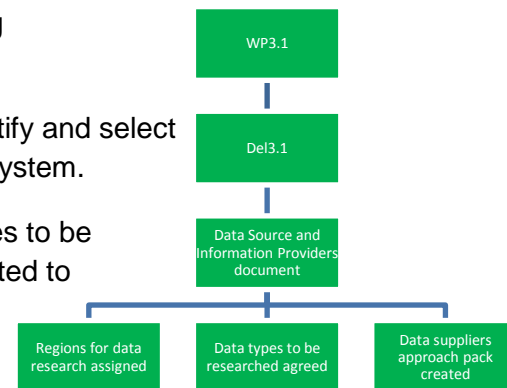 g
tify and select
ystem.
es to be
ted to
WP3.1
Del3.1
Data Source and
Information Providers
document
Regions for data
research assigned
Data types to be
researched agreed
Data suppliers
approach pack
created